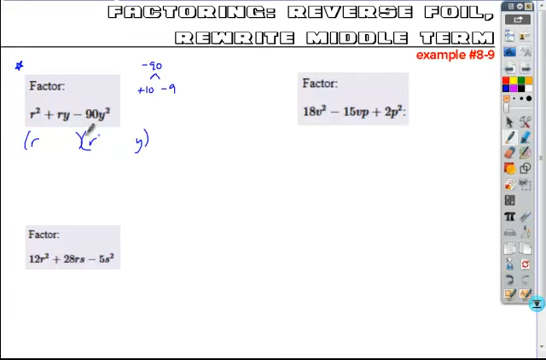 FACTORING: REVERSE FOIL,
REWRITE MIDDLE TERM
example #8-9
* -90
Factor:
+10 -9
r² + ry − 90y²
(r )(r y)
Factor:
18v² − 15vp + 2p²:
Factor:
12r² + 28rs − 5s²